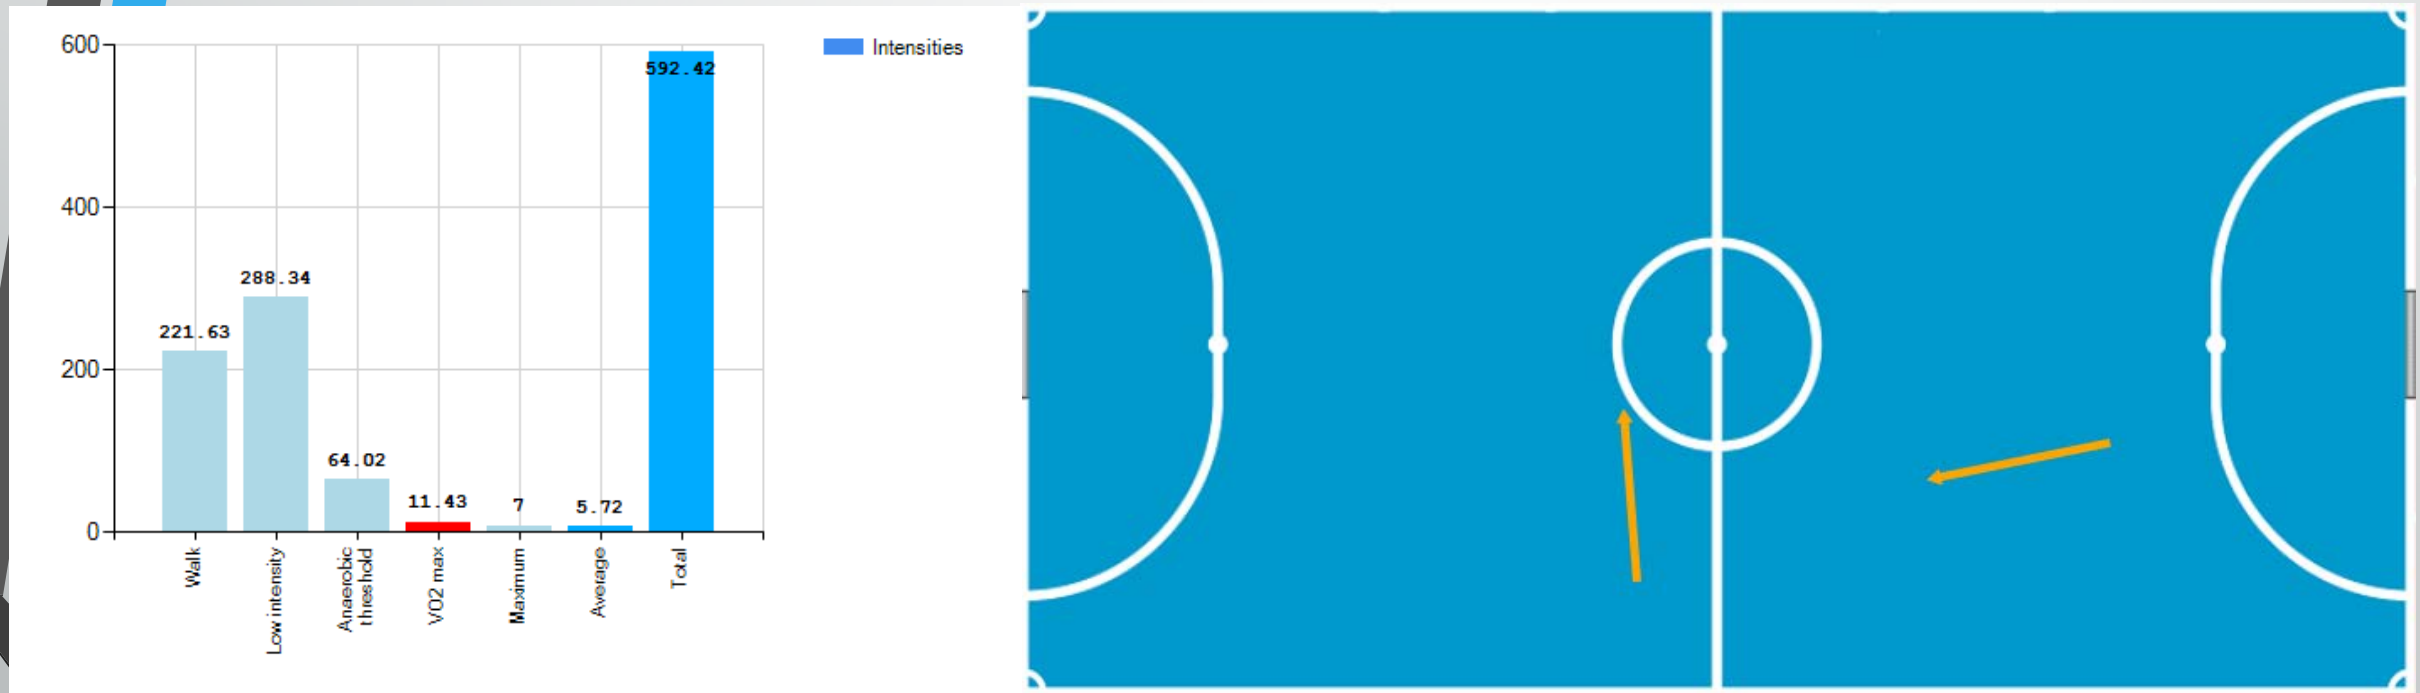 600
400
200
0
221.63
288.34
64.02
11.43
7
5.72
592.42
Walk
Low intensity
Anaerobic
threshold
VO2 max
Maximum
Average
Total
Intensities